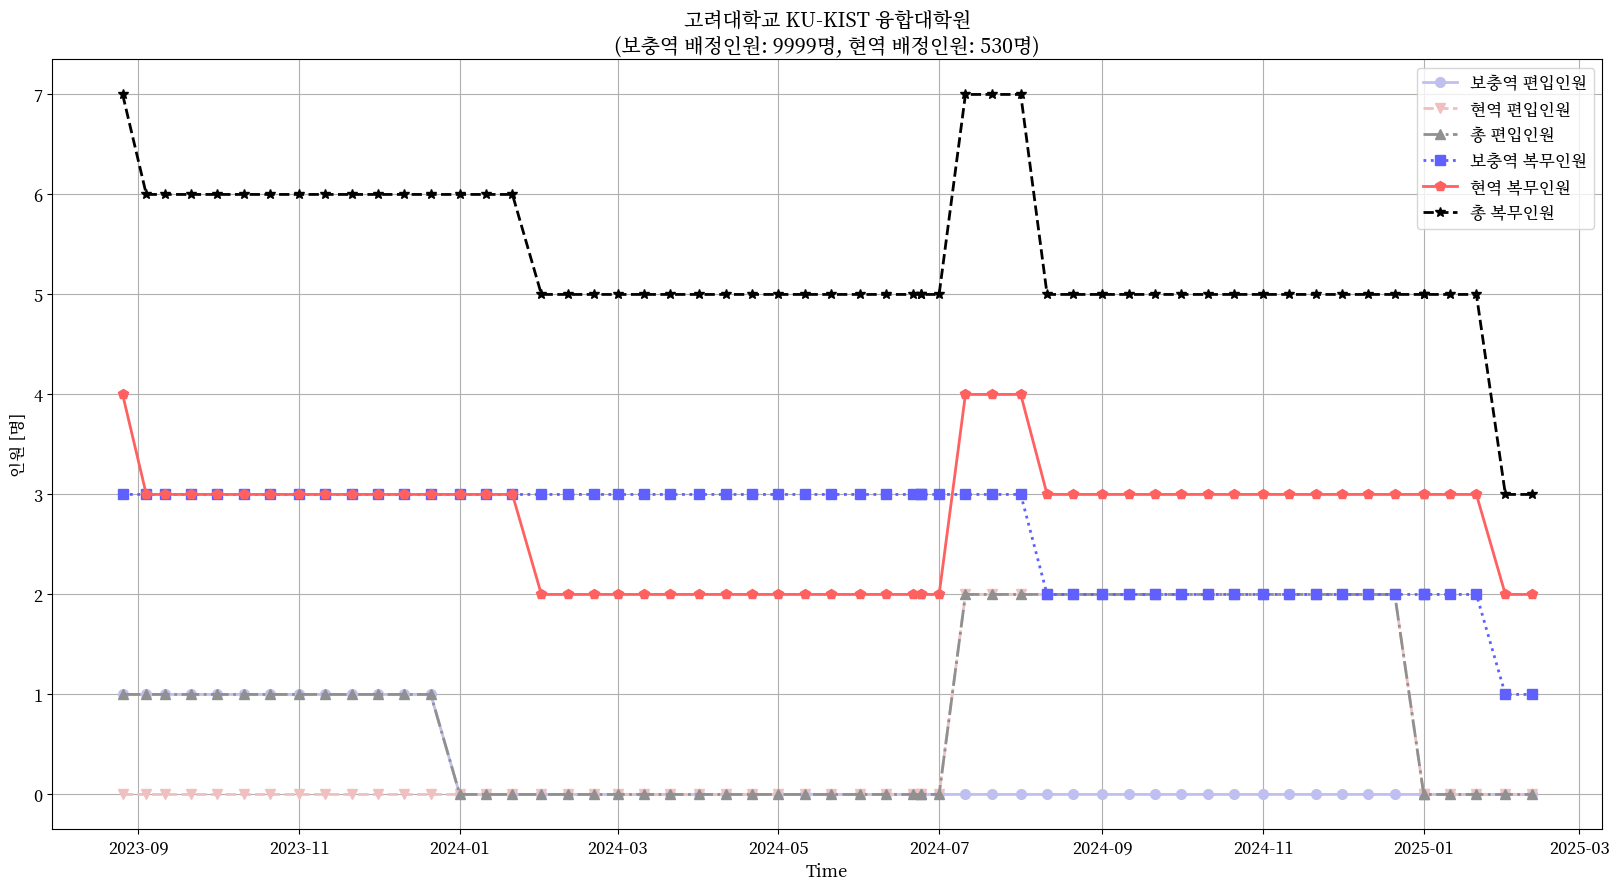 고려대학교 KU-KIST 융합대학원
(보충역 배정인원: 9999명, 현역 배정인원: 530명)
보충역 편입인원
현역 편입인원
총 편입인원
보충역 복무인원
현역 복무인원
총 복무인원
인원 [명]
7
6
5
4
3
2
1
0
2023-09
2023-11
2024-01
2024-03
2024-05
2024-07
2024-09
2024-11
2025-01
2025-03
Time